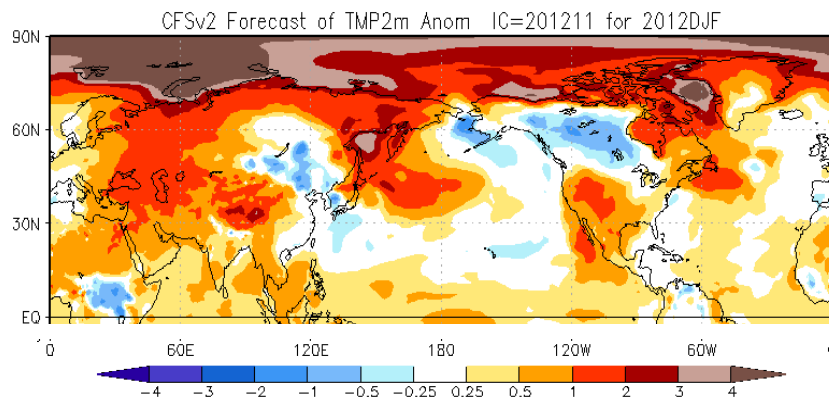 CFSv2 Forecast of TMP2m Anom IC=201211 for 2012DJF
90N
60N
30N
EQ
0 60E 120E 180 120W 60W 0
-4 -3 -2 -1 -0.5 -0.25 0.25 0.5 1 2 3 4